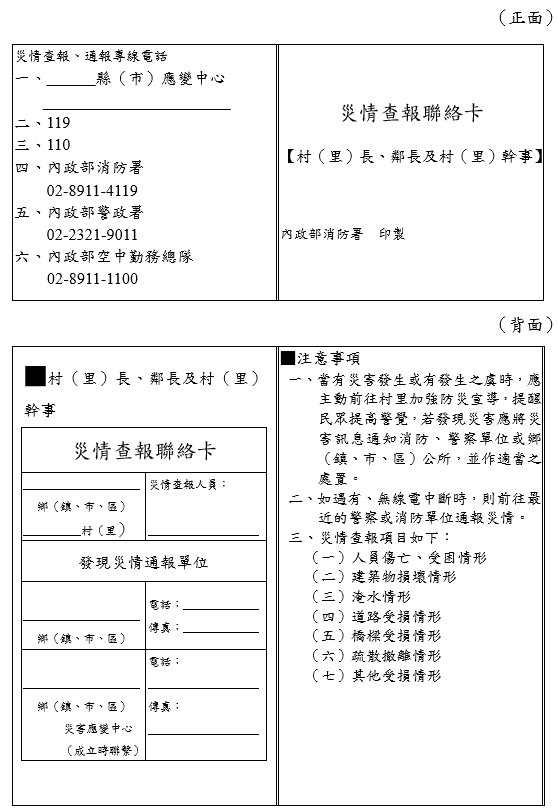 （正面）
災情查報、通報專線電話
一、______縣（市）應變中心
二、119
三、110
四、內政部消防署
02-8911-4119
五、內政部警政署
02-2321-9011
六、內政部空中勤務總隊
02-8911-1100
災情查報聯絡卡
【村（里）長、鄰長及村（里）幹事】
內政部消防署　印製
（背面）
■村（里）長、鄰長及村（里）
幹事
災情查報聯絡卡
鄉（鎮、市、區）
______村（里）
災情查報人員：
發現災情通報單位
鄉（鎮、市、區）
電話：
傳真：
鄉（鎮、市、區）
災害應變中心
（成立時聯繫）
電話：
傳真：
■注意事項
一、當有災害發生或有發生之虞時，應
主動前往村里加強防災宣導，提醒
民眾提高警覺，若發現災害應將災
害訊息通知消防、警察單位或鄉
（鎮、市、區）公所，並作適當之
處置。
二、如遇有、無線電中斷時，則前往最
近的警察或消防單位通報災情。
三、災情查報項目如下：
（一）人員傷亡、受困情形
（二）建築物損壞情形
（三）淹水情形
（四）道路受損情形
（五）橋樑受損情形
（六）疏散撤離情形
（七）其他受損情形